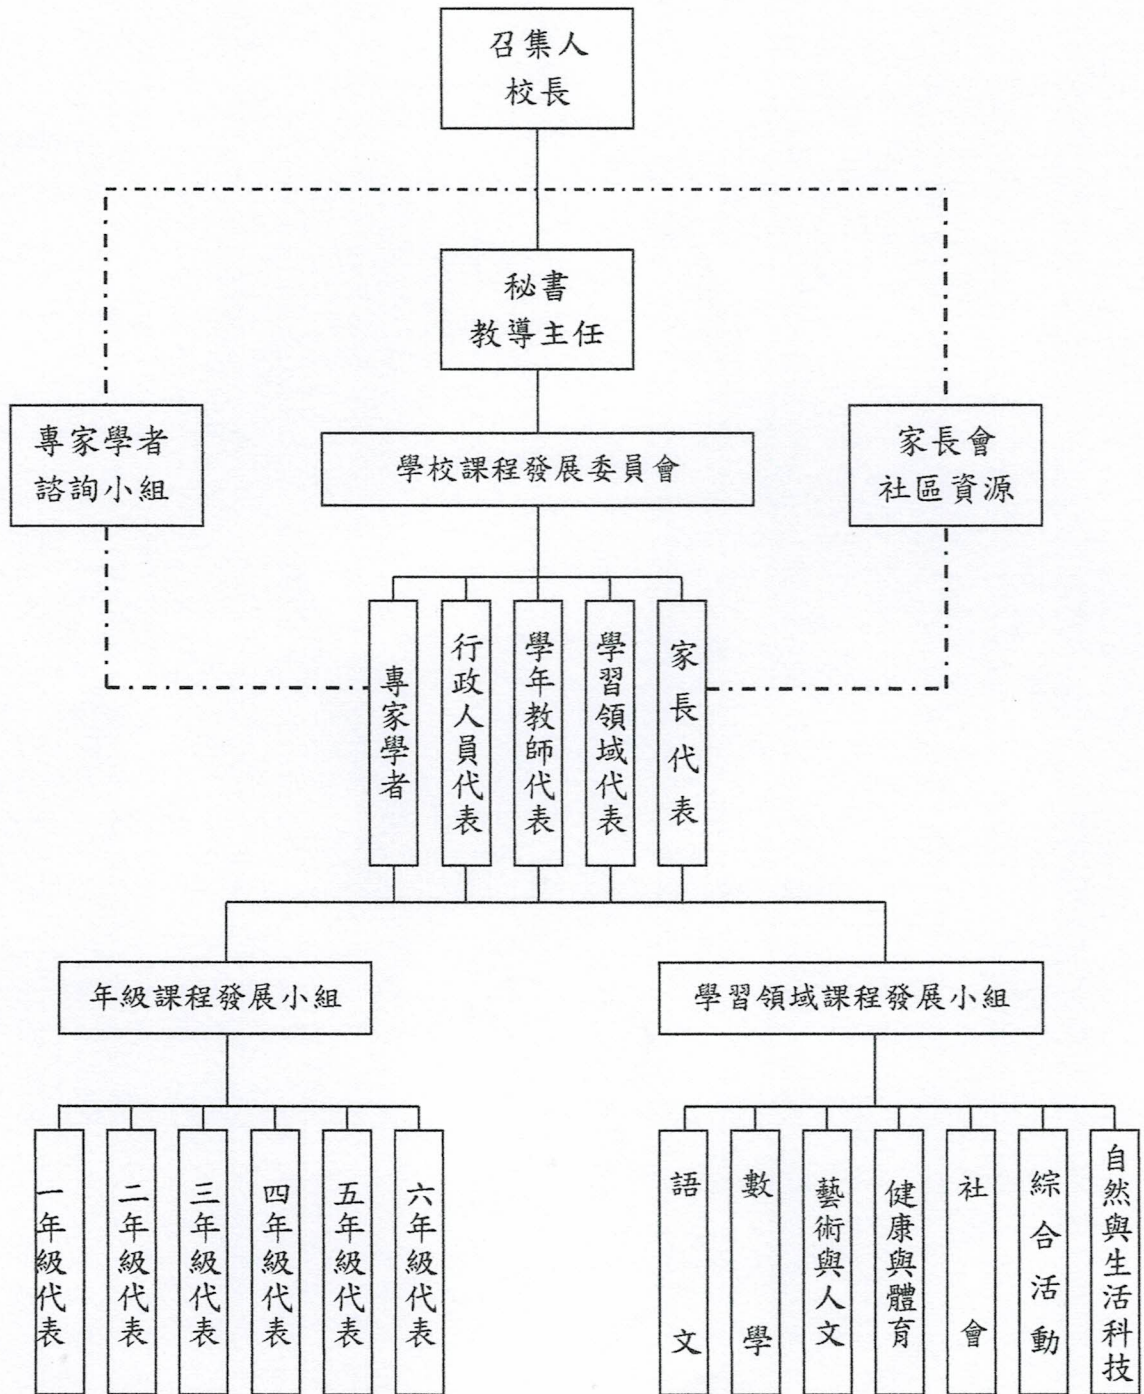 召集人
校長
秘書
教導主任
專家學者
諮詢小組
學校課程發展委員會
家長會
社區資源
專家學者
行政人員代表
學年教師代表
學習領域代表
家長代表
年級課程發展小組
學習領域課程發展小組
一年級代表
二年級代表
三年級代表
四年級代表
五年級代表
六年級代表
語文
數學
藝術與人文
健康與體育
社會
綜合活動
自然與生活科技